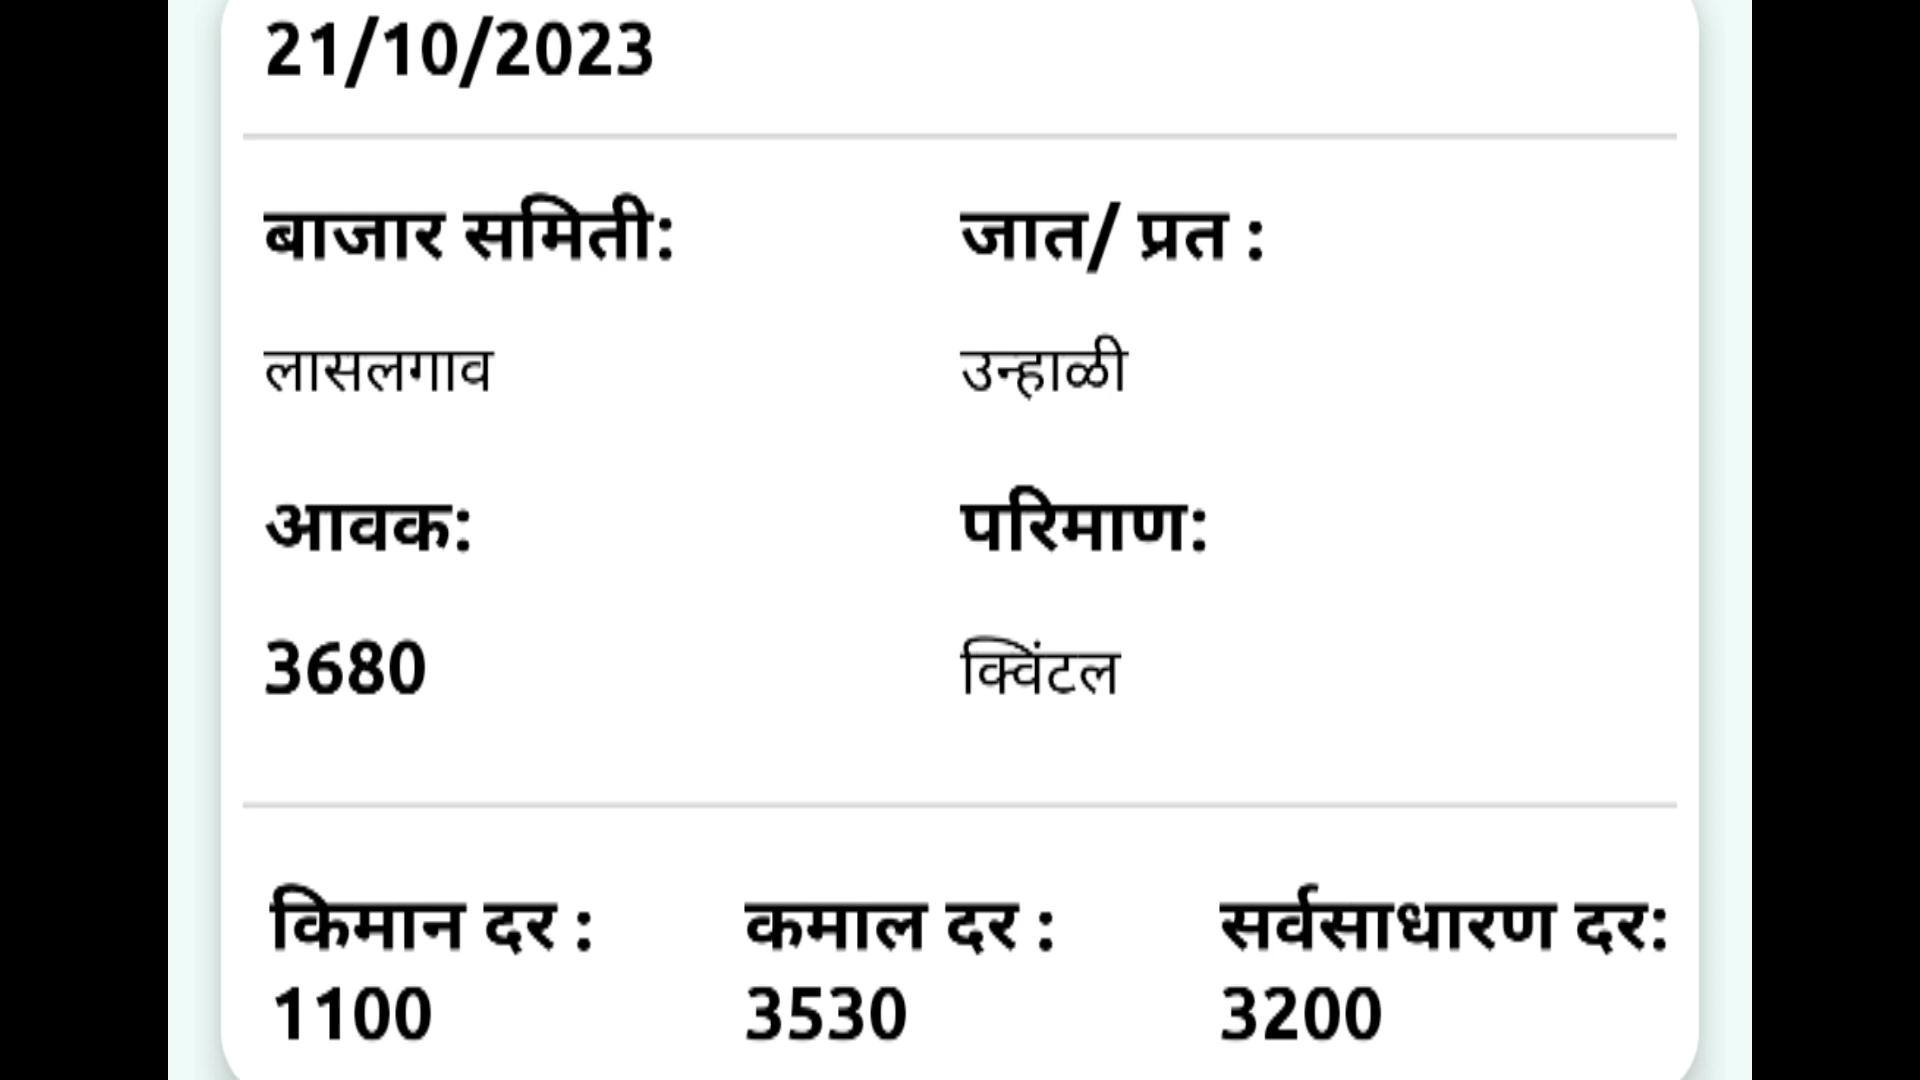 21/10/2023
बाजार समिती: जात/ प्रत :
लासलगाव उन्हाळी
आवक: परिमाण:
3680 क्विंटल
किमान दर : कमाल दर : सर्वसाधारण दर:
1100 3530 3200